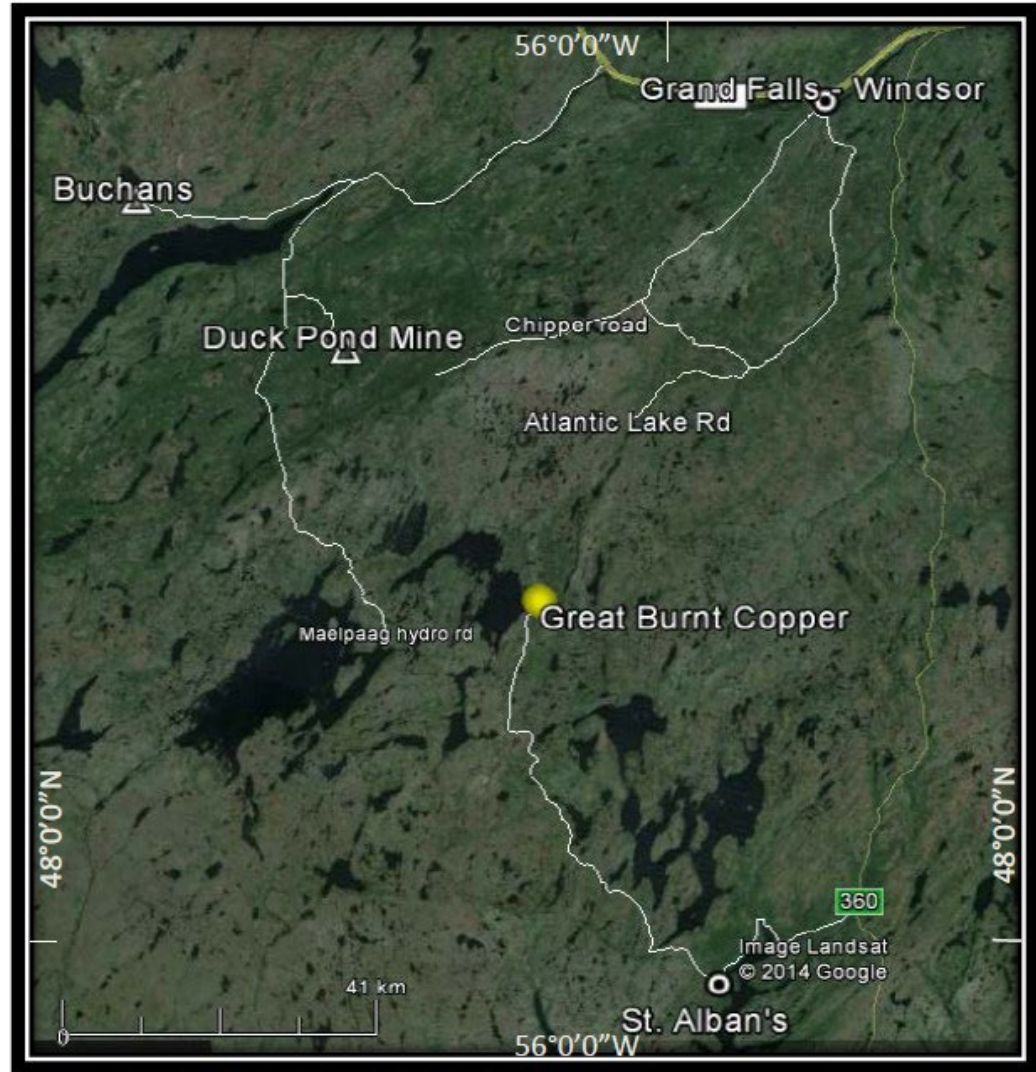 56°0'0"W
Grand Falls - Windsor
Buchans
Duck Pond Mine
Chipper road
Atlantic Lake Rd
Great Burnt Copper
Maelpaag hydro rd
48°0'0"N
48°0'0"N
360
Image Landsat
© 2014 Google
41 km
0
St. Alban's
56°0'0"W